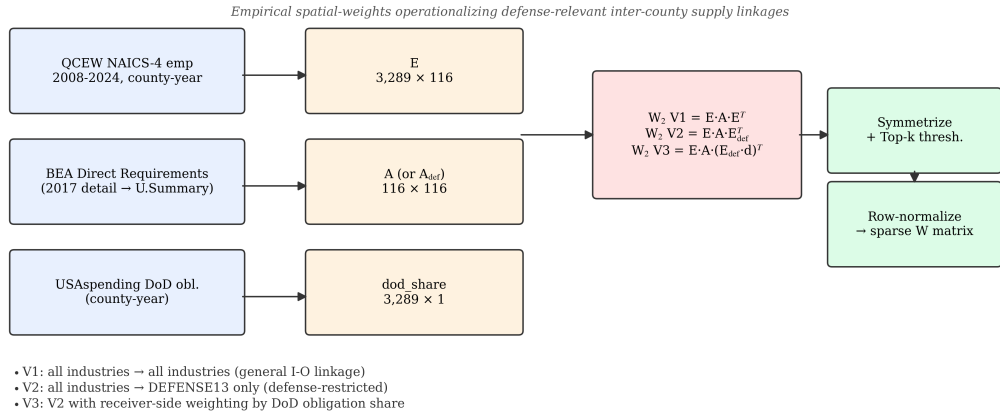 Empirical spatial-weights operationalizing defense-relevant inter-county supply linkages
QCEW NAICS-4 emp
2008-2024, county-year
E
3,289 × 116
BEA Direct Requirements
(2017 detail → U.Summary)
A (or A_def)
116 × 116
USAspending DoD obl.
(county-year)
dod_share
3,289 × 1
W₂ V1 = E·A·Eᵀ
W₂ V2 = E·A·Eᵀ_def
W₂ V3 = E·A·(E_def·d)ᵀ
Symmetrize
+ Top-k thresh.
Row-normalize
→ sparse W matrix
• V1: all industries → all industries (general I-O linkage)
• V2: all industries → DEFENSE13 only (defense-restricted)
• V3: V2 with receiver-side weighting by DoD obligation share